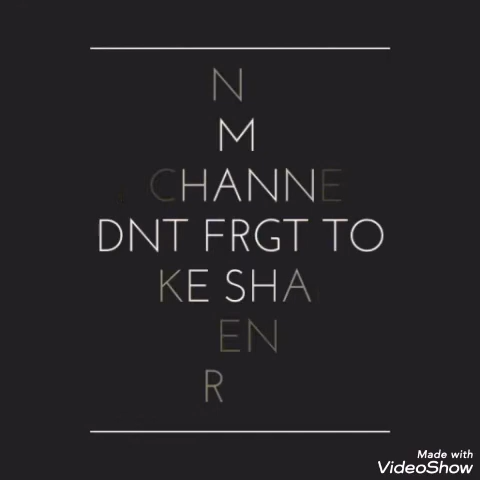 N
M
CHANNE
DNT FRGT TO
KE SHA
EN
R
Made with
VideoShow